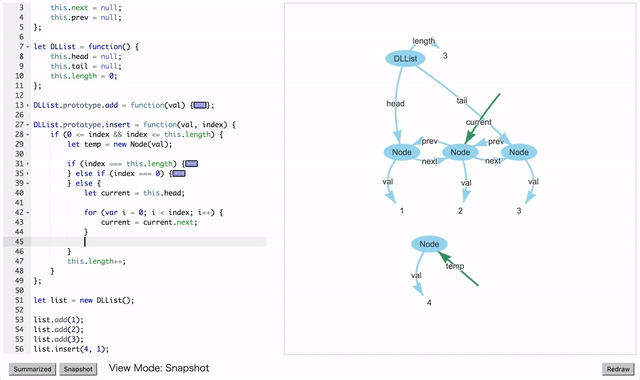 3 this.next = null;
4 this.prev = null;
5 };
6
7 let DLList = function() {
8 this.head = null;
9 this.tail = null;
10 this.length = 0;
11 };
12
13 DLList.prototype.add = function(val) {};
26
27 DLList.prototype.insert = function(val, index) {
28 if (0 <= index && index <= this.length) {
29 let temp = new Node(val);
30
31 if (index === this.length) {
35 } else if (index === 0) {
39 } else {
40 let current = this.head;
41
42 for (var i = 0; i < index; i++) {
43 current = current.next;
44 }
45
46 }
47 this.length++;
48 }
49 };
50
51 let list = new DLList();
52
53 list.add(1);
54 list.add(2);
55 list.add(3);
56 list.insert(4, 1);
length
3
DLList
head
tail
current
prev
prev
Node
Node
Node
next
next
val
val
val
1
2
3
Node
temp
val
4
Summarized
Snapshot
View Mode: Snapshot
Redraw